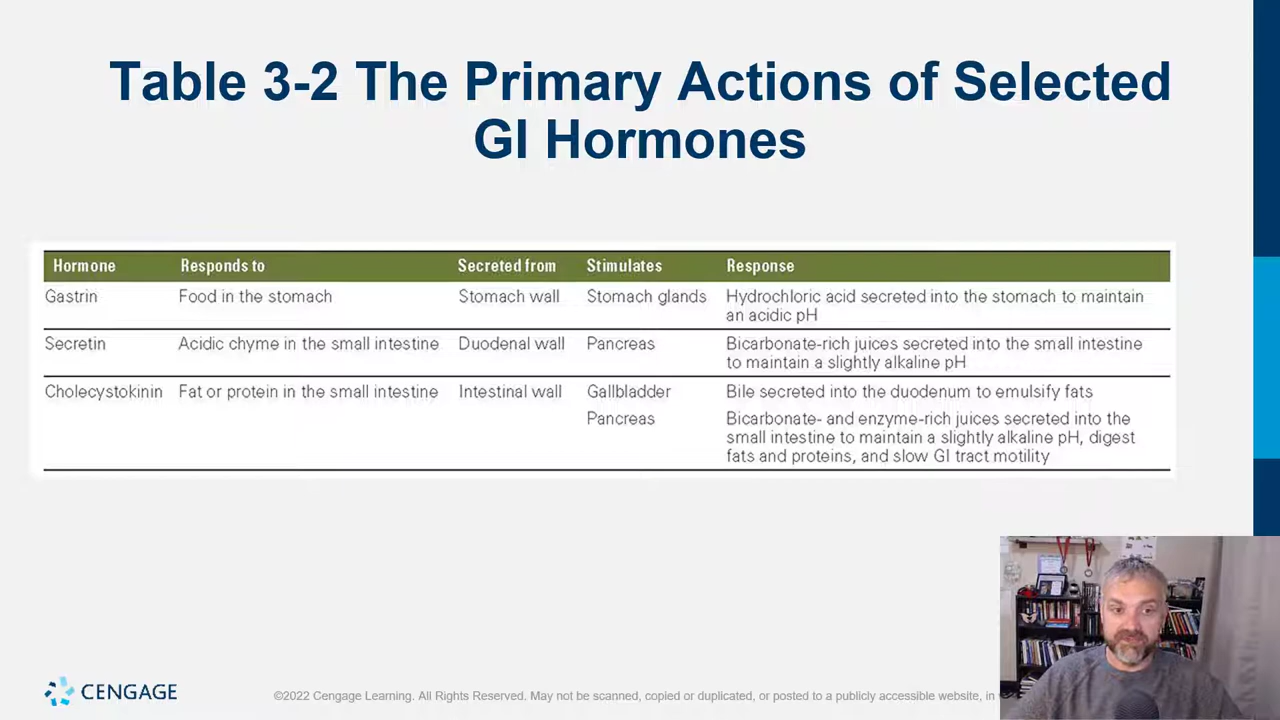 Table 3-2 The Primary Actions of Selected
GI Hormones
Hormone Responds to Secreted from Stimulates Response
Gastrin Food in the stomach Stomach wall Stomach glands Hydrochloric acid secreted into the stomach to maintain
an acidic pH
Secretin Acidic chyme in the small intestine Duodenal wall Pancreas Bicarbonate-rich juices secreted into the small intestine
to maintain a slightly alkaline pH
Cholecystokinin Fat or protein in the small intestine Intestinal wall Gallbladder Bile secreted into the duodenum to emulsify fats
Pancreas Bicarbonate- and enzyme-rich juices secreted into the
small intestine to maintain a slightly alkaline pH, digest
fats and proteins, and slow GI tract motility
CENGAGE
©2022 Cengage Learning. All Rights Reserved. May not be scanned, copied or duplicated, or posted to a publicly accessible website, in